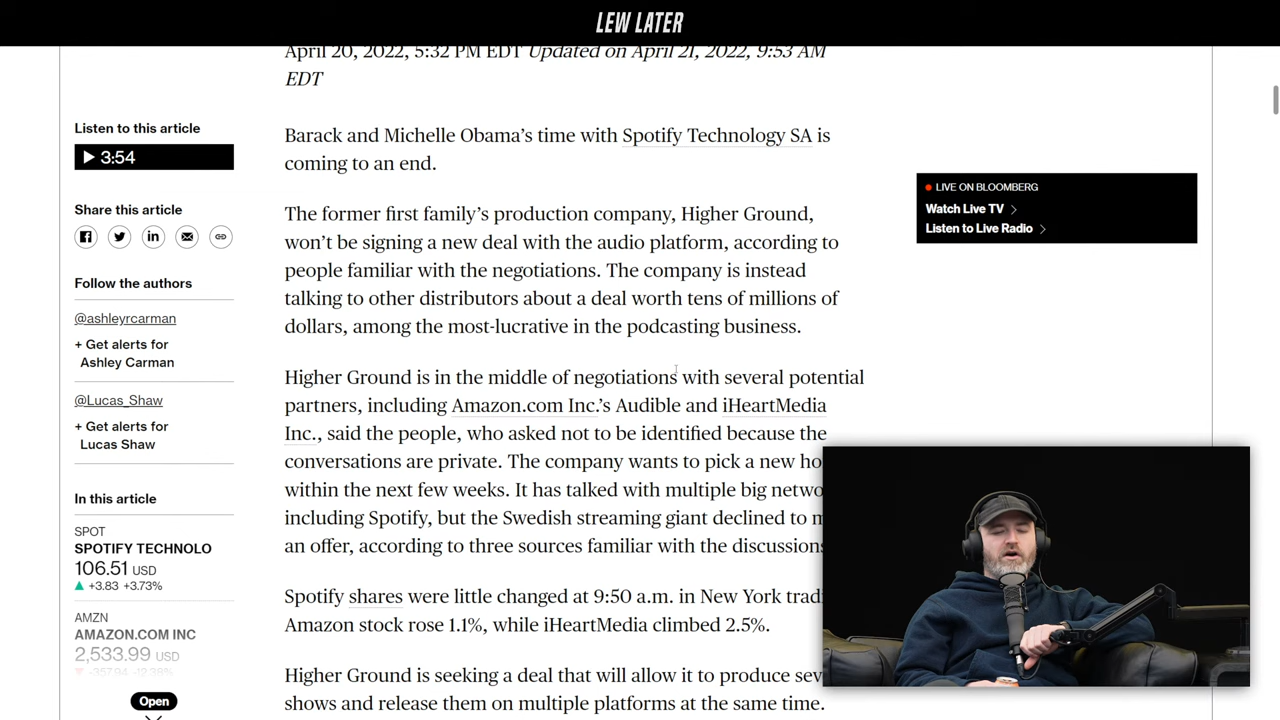 LEW LATER
April 20, 2022, 5:32 PM EDT Updated on April 21, 2022, 9:53 AM
EDT
Listen to this article
3:54
Share this article
Follow the authors
@ashleyrcarman
+ Get alerts for
Ashley Carman
@Lucas_Shaw
+ Get alerts for
Lucas Shaw
In this article
SPOT
SPOTIFY TECHNOLO
106.51 USD
+3.83 +3.73%
AMZN
AMAZON.COM INC
2,533.99 USD
-357.94 -12.38%
Open
Barack and Michelle Obama’s time with Spotify Technology SA is
coming to an end.
The former first family’s production company, Higher Ground,
won’t be signing a new deal with the audio platform, according to
people familiar with the negotiations. The company is instead
talking to other distributors about a deal worth tens of millions of
dollars, among the most-lucrative in the podcasting business.
Higher Ground is in the middle of negotiations with several potential
partners, including Amazon.com Inc.’s Audible and iHeartMedia
Inc., said the people, who asked not to be identified because the
conversations are private. The company wants to pick a new ho
within the next few weeks. It has talked with multiple big netwo
including Spotify, but the Swedish streaming giant declined to m
an offer, according to three sources familiar with the discussions
Spotify shares were little changed at 9:50 a.m. in New York tradi
Amazon stock rose 1.1%, while iHeartMedia climbed 2.5%.
Higher Ground is seeking a deal that will allow it to produce sev
shows and release them on multiple platforms at the same time.
LIVE ON BLOOMBERG
Watch Live TV
Listen to Live Radio